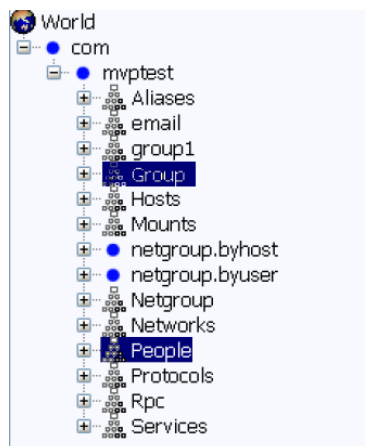 World
com
mvptest
Aliases
email
group1
Group
Hosts
Mounts
netgroup.byhost
netgroup.byuser
Netgroup
Networks
People
Protocols
Rpc
Services